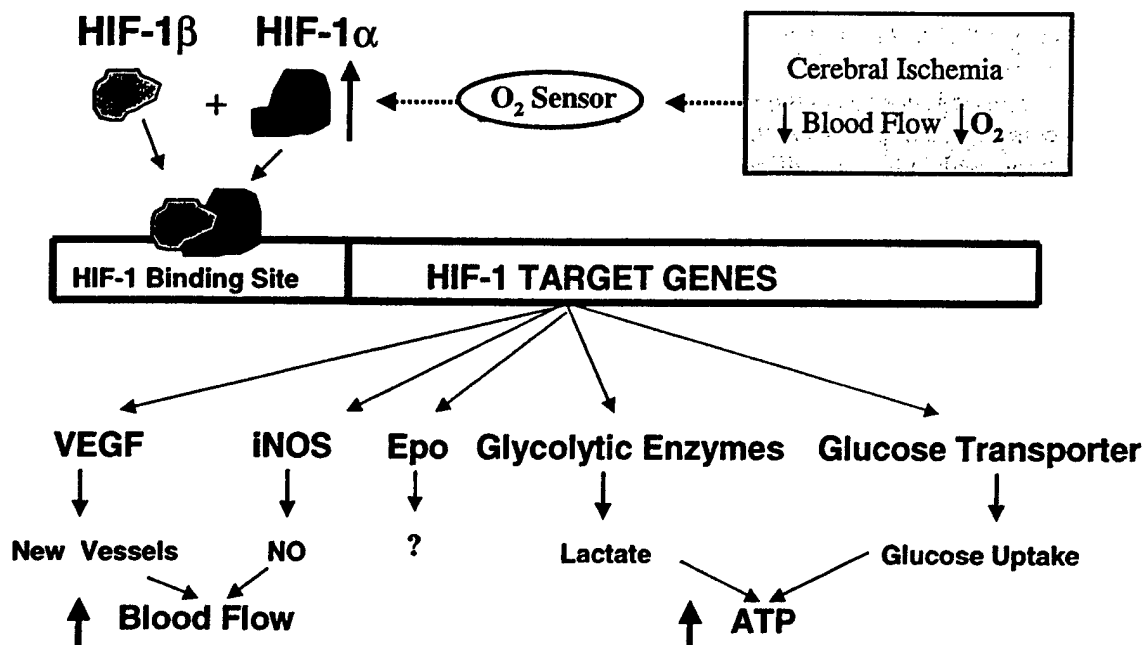 HIF-1β HIF-1α
+
O₂ Sensor
Cerebral Ischemia
Blood Flow O₂
HIF-1 Binding Site
HIF-1 TARGET GENES
VEGF iNOS Epo Glycolytic Enzymes Glucose Transporter
New Vessels NO ? Lactate Glucose Uptake
Blood Flow ATP